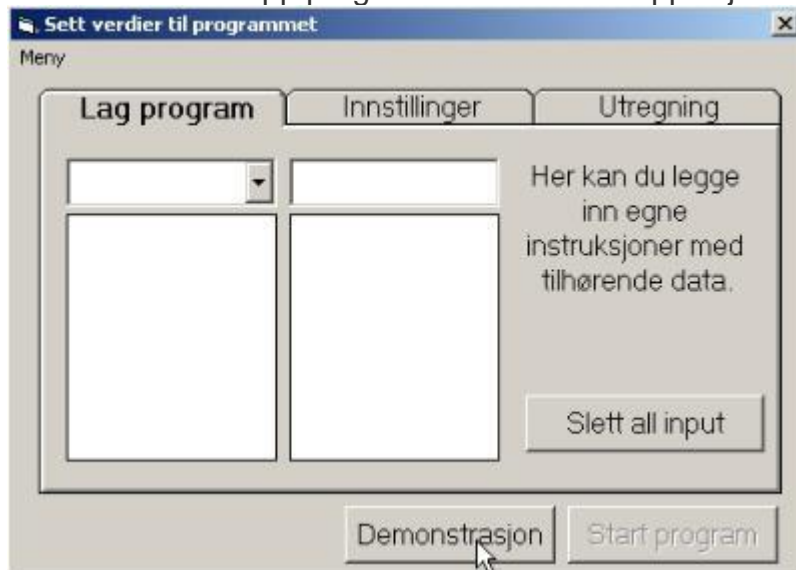 Sett verdier til programmet
Meny
Lag program
Innstillinger
Utregning
Her kan du legge
inn egne
instruksjoner med
tilhørende data.
Slett all input
Demonstrasjon
Start program